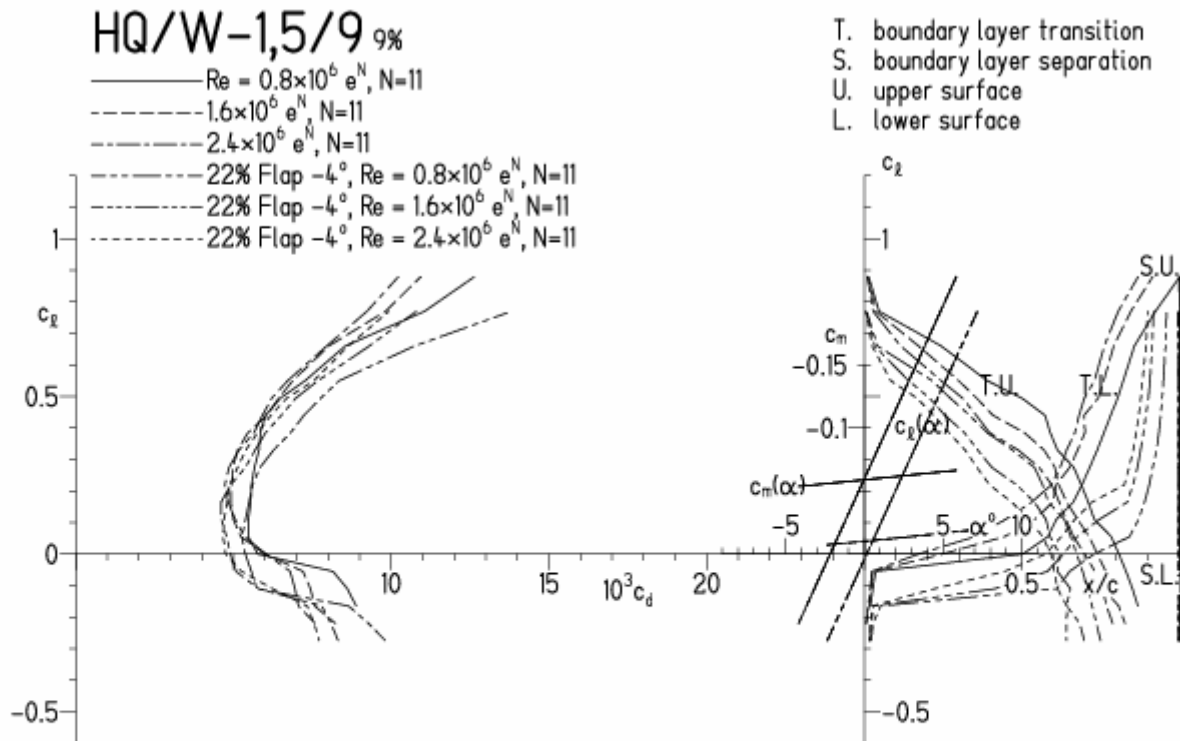 HQ/W-1,5/9 9%
Re = 0.8×10⁶ eᴺ, N=11
1.6×10⁶ eᴺ, N=11
2.4×10⁶ eᴺ, N=11
22% Flap -4°, Re = 0.8×10⁶ eᴺ, N=11
22% Flap -4°, Re = 1.6×10⁶ eᴺ, N=11
22% Flap -4°, Re = 2.4×10⁶ eᴺ, N=11
T. boundary layer transition
S. boundary layer separation
U. upper surface
L. lower surface
1
cℓ
0.5
0
-0.5
10
15
10³c_d
20
cℓ
1
S.U.
c_m
-0.15
T.U.
T.L.
-0.1
cℓ(α)
c_m(α)
-5
5
α°
10
0.5
x/c
S.L.
-0.5